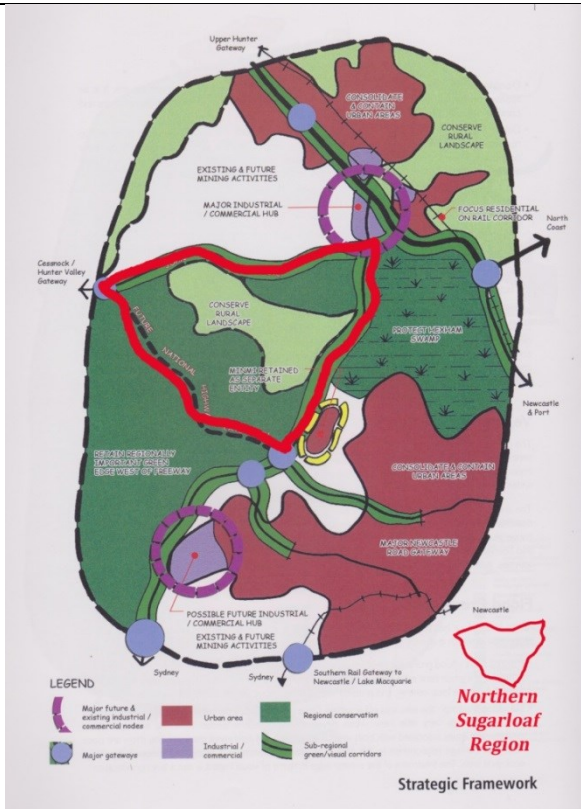 Upper Hunter
Gateway
CONSOLIDATE
& CONTAIN
URBAN AREAS
CONSERVE
RURAL
LANDSCAPE
EXISTING & FUTURE
MINING ACTIVITIES
MAJOR INDUSTRIAL
/ COMMERCIAL HUB
FOCUS RESIDENTIAL
ON RAIL CORRIDOR
North
Coast
Cessnock /
Hunter Valley
Gateway
CONSERVE
RURAL
LANDSCAPE
FUTURE
NATIONAL
HIGHWAY
PROTECT HEXHAM
SWAMP
MINMI RETAINED
AS SEPARATE
ENTITY
Newcastle
& Port
RETAIN REGIONALLY
IMPORTANT GREEN
EDGE WEST OF FREEWAY
CONSOLIDATE & CONTAIN
URBAN AREAS
MAJOR NEWCASTLE
ROAD GATEWAY
POSSIBLE FUTURE INDUSTRIAL
/ COMMERCIAL HUB
EXISTING & FUTURE
MINING ACTIVITIES
Newcastle
Sydney
Sydney
Southern Rail Gateway to
Newcastle / Lake Macquarie
LEGEND
Major future &
existing industrial /
commercial nodes
Urban area
Regional conservation
Major gateways
Industrial /
commercial
Sub-regional
green/visual corridors
Northern
Sugarloaf
Region
Strategic Framework